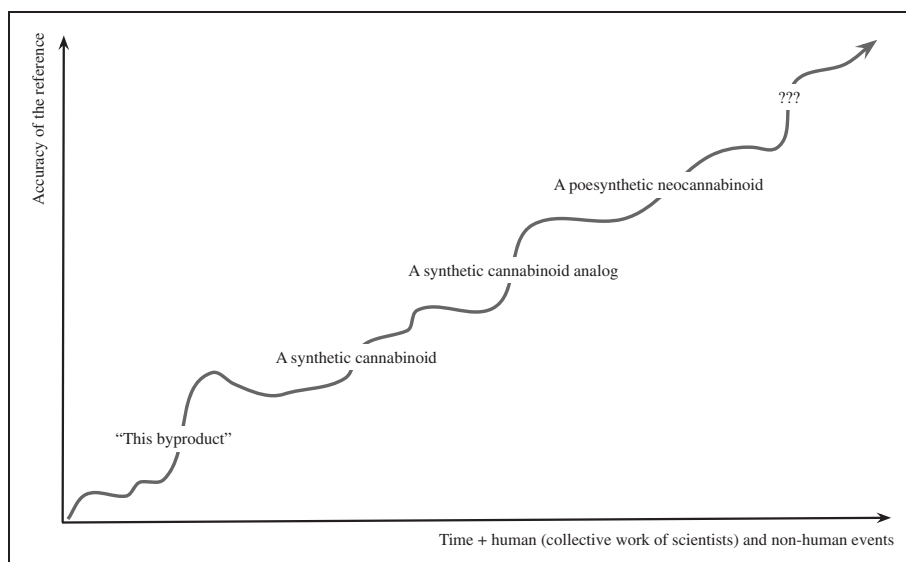 Accuracy of the reference
???
A poesynthetic neocannabinoid
A synthetic cannabinoid analog
A synthetic cannabinoid
“This byproduct”
Time + human (collective work of scientists) and non-human events